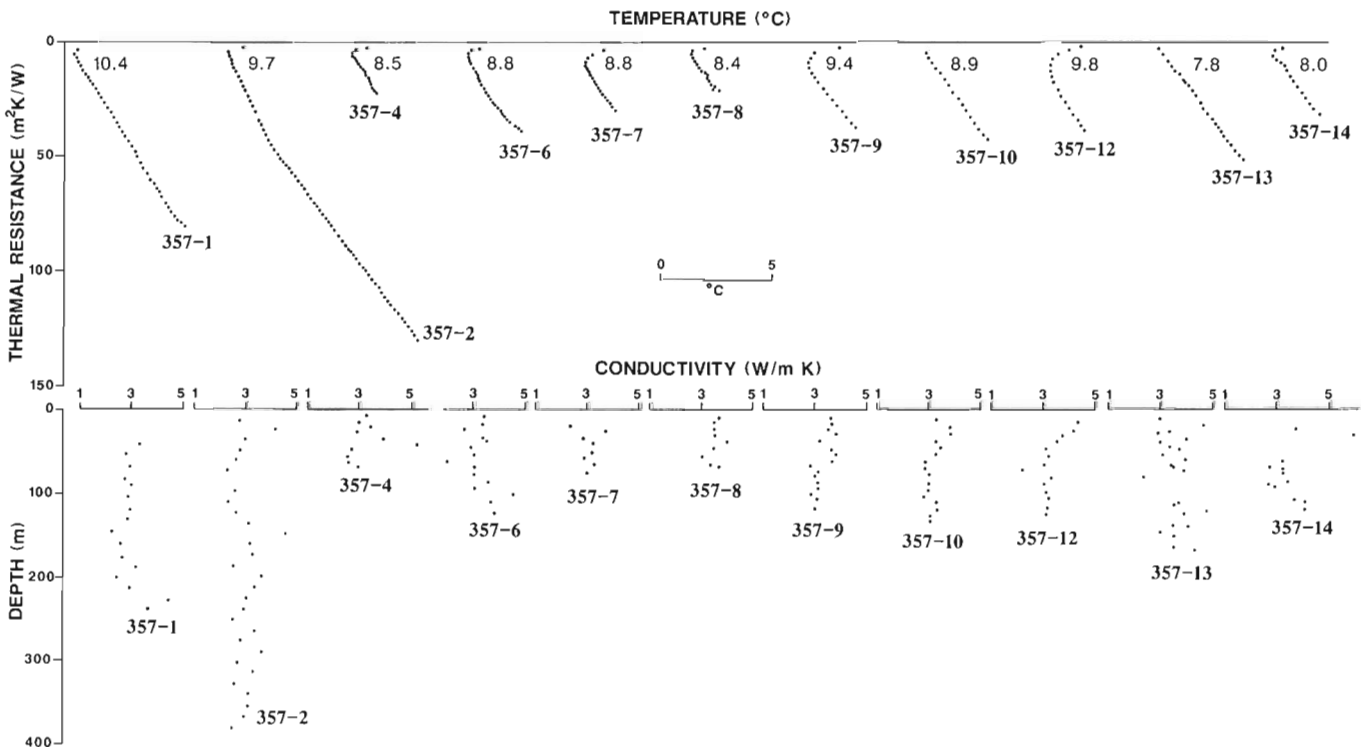 TEMPERATURE (°C)
THERMAL RESISTANCE (m²K/W)
0
50
100
150
10.4
9.7
8.5
8.8
8.8
8.4
9.4
8.9
9.8
7.8
8.0
357-1
357-2
357-4
357-6
357-7
357-8
357-9
357-10
357-12
357-13
357-14
0 5
°C
CONDUCTIVITY (W/m K)
1 3 5
1 3 5
1 3 5
1 3 5
1 3 5
1 3 5
1 3 5
1 3 5
1 3 5
1 3 5
1 3 5
DEPTH (m)
0
100
200
300
400
357-1
357-2
357-4
357-6
357-7
357-8
357-9
357-10
357-12
357-13
357-14